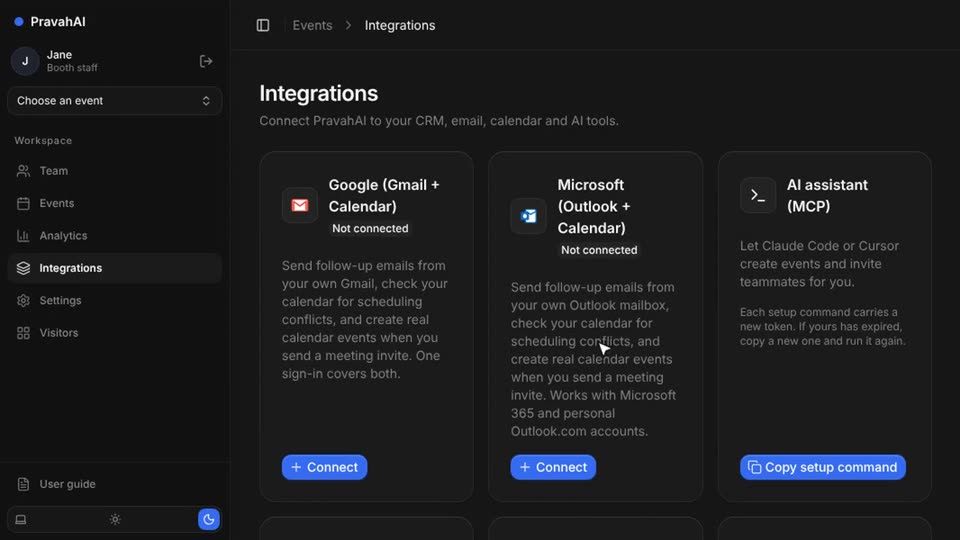 PravahAI
J
Jane
Booth staff
Choose an event
Workspace
Team
Events
Analytics
Integrations
Settings
Visitors
User guide
Events
Integrations
Integrations
Connect PravahAI to your CRM, email, calendar and AI tools.
Google (Gmail +
Calendar)
Not connected
Send follow-up emails from
your own Gmail, check your
calendar for scheduling
conflicts, and create real
calendar events when you
send a meeting invite. One
sign-in covers both.
+ Connect
Microsoft
(Outlook +
Calendar)
Not connected
Send follow-up emails from
your own Outlook mailbox,
check your calendar for
scheduling conflicts, and
create real calendar events
when you send a meeting
invite. Works with Microsoft
365 and personal
Outlook.com accounts.
+ Connect
AI assistant
(MCP)
Let Claude Code or Cursor
create events and invite
teammates for you.
Each setup command carries a
new token. If yours has expired,
copy a new one and run it again.
Copy setup command